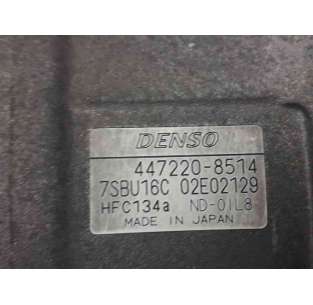 DENSO
447220-8514
7SBU16C 02E02129
HFC134a ND-OIL8
MADE IN JAPAN